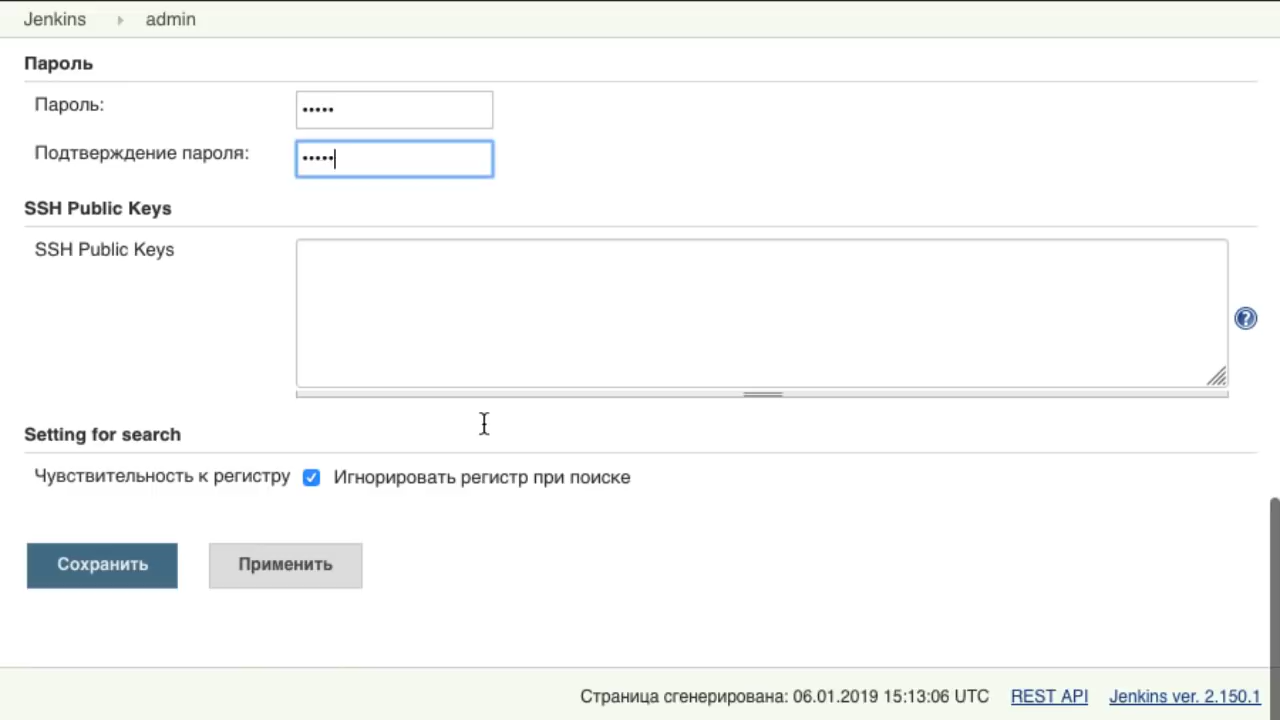 Jenkins admin
Пароль
Пароль: •••••
Подтверждение пароля: •••••
SSH Public Keys
SSH Public Keys
Setting for search
Чувствительность к регистру Игнорировать регистр при поиске
Сохранить Применить
Страница сгенерирована: 06.01.2019 15:13:06 UTC REST API Jenkins ver. 2.150.1